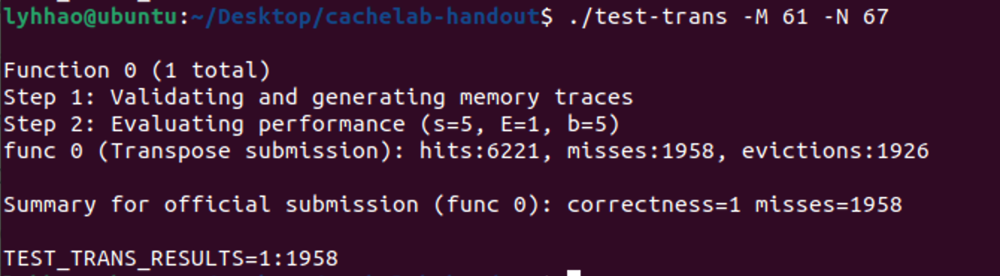 lyhhao@ubuntu:~/Desktop/cachelab-handout$ ./test-trans -M 61 -N 67
Function 0 (1 total)
Step 1: Validating and generating memory traces
Step 2: Evaluating performance (s=5, E=1, b=5)
func 0 (Transpose submission): hits:6221, misses:1958, evictions:1926
Summary for official submission (func 0): correctness=1 misses=1958
TEST_TRANS_RESULTS=1:1958